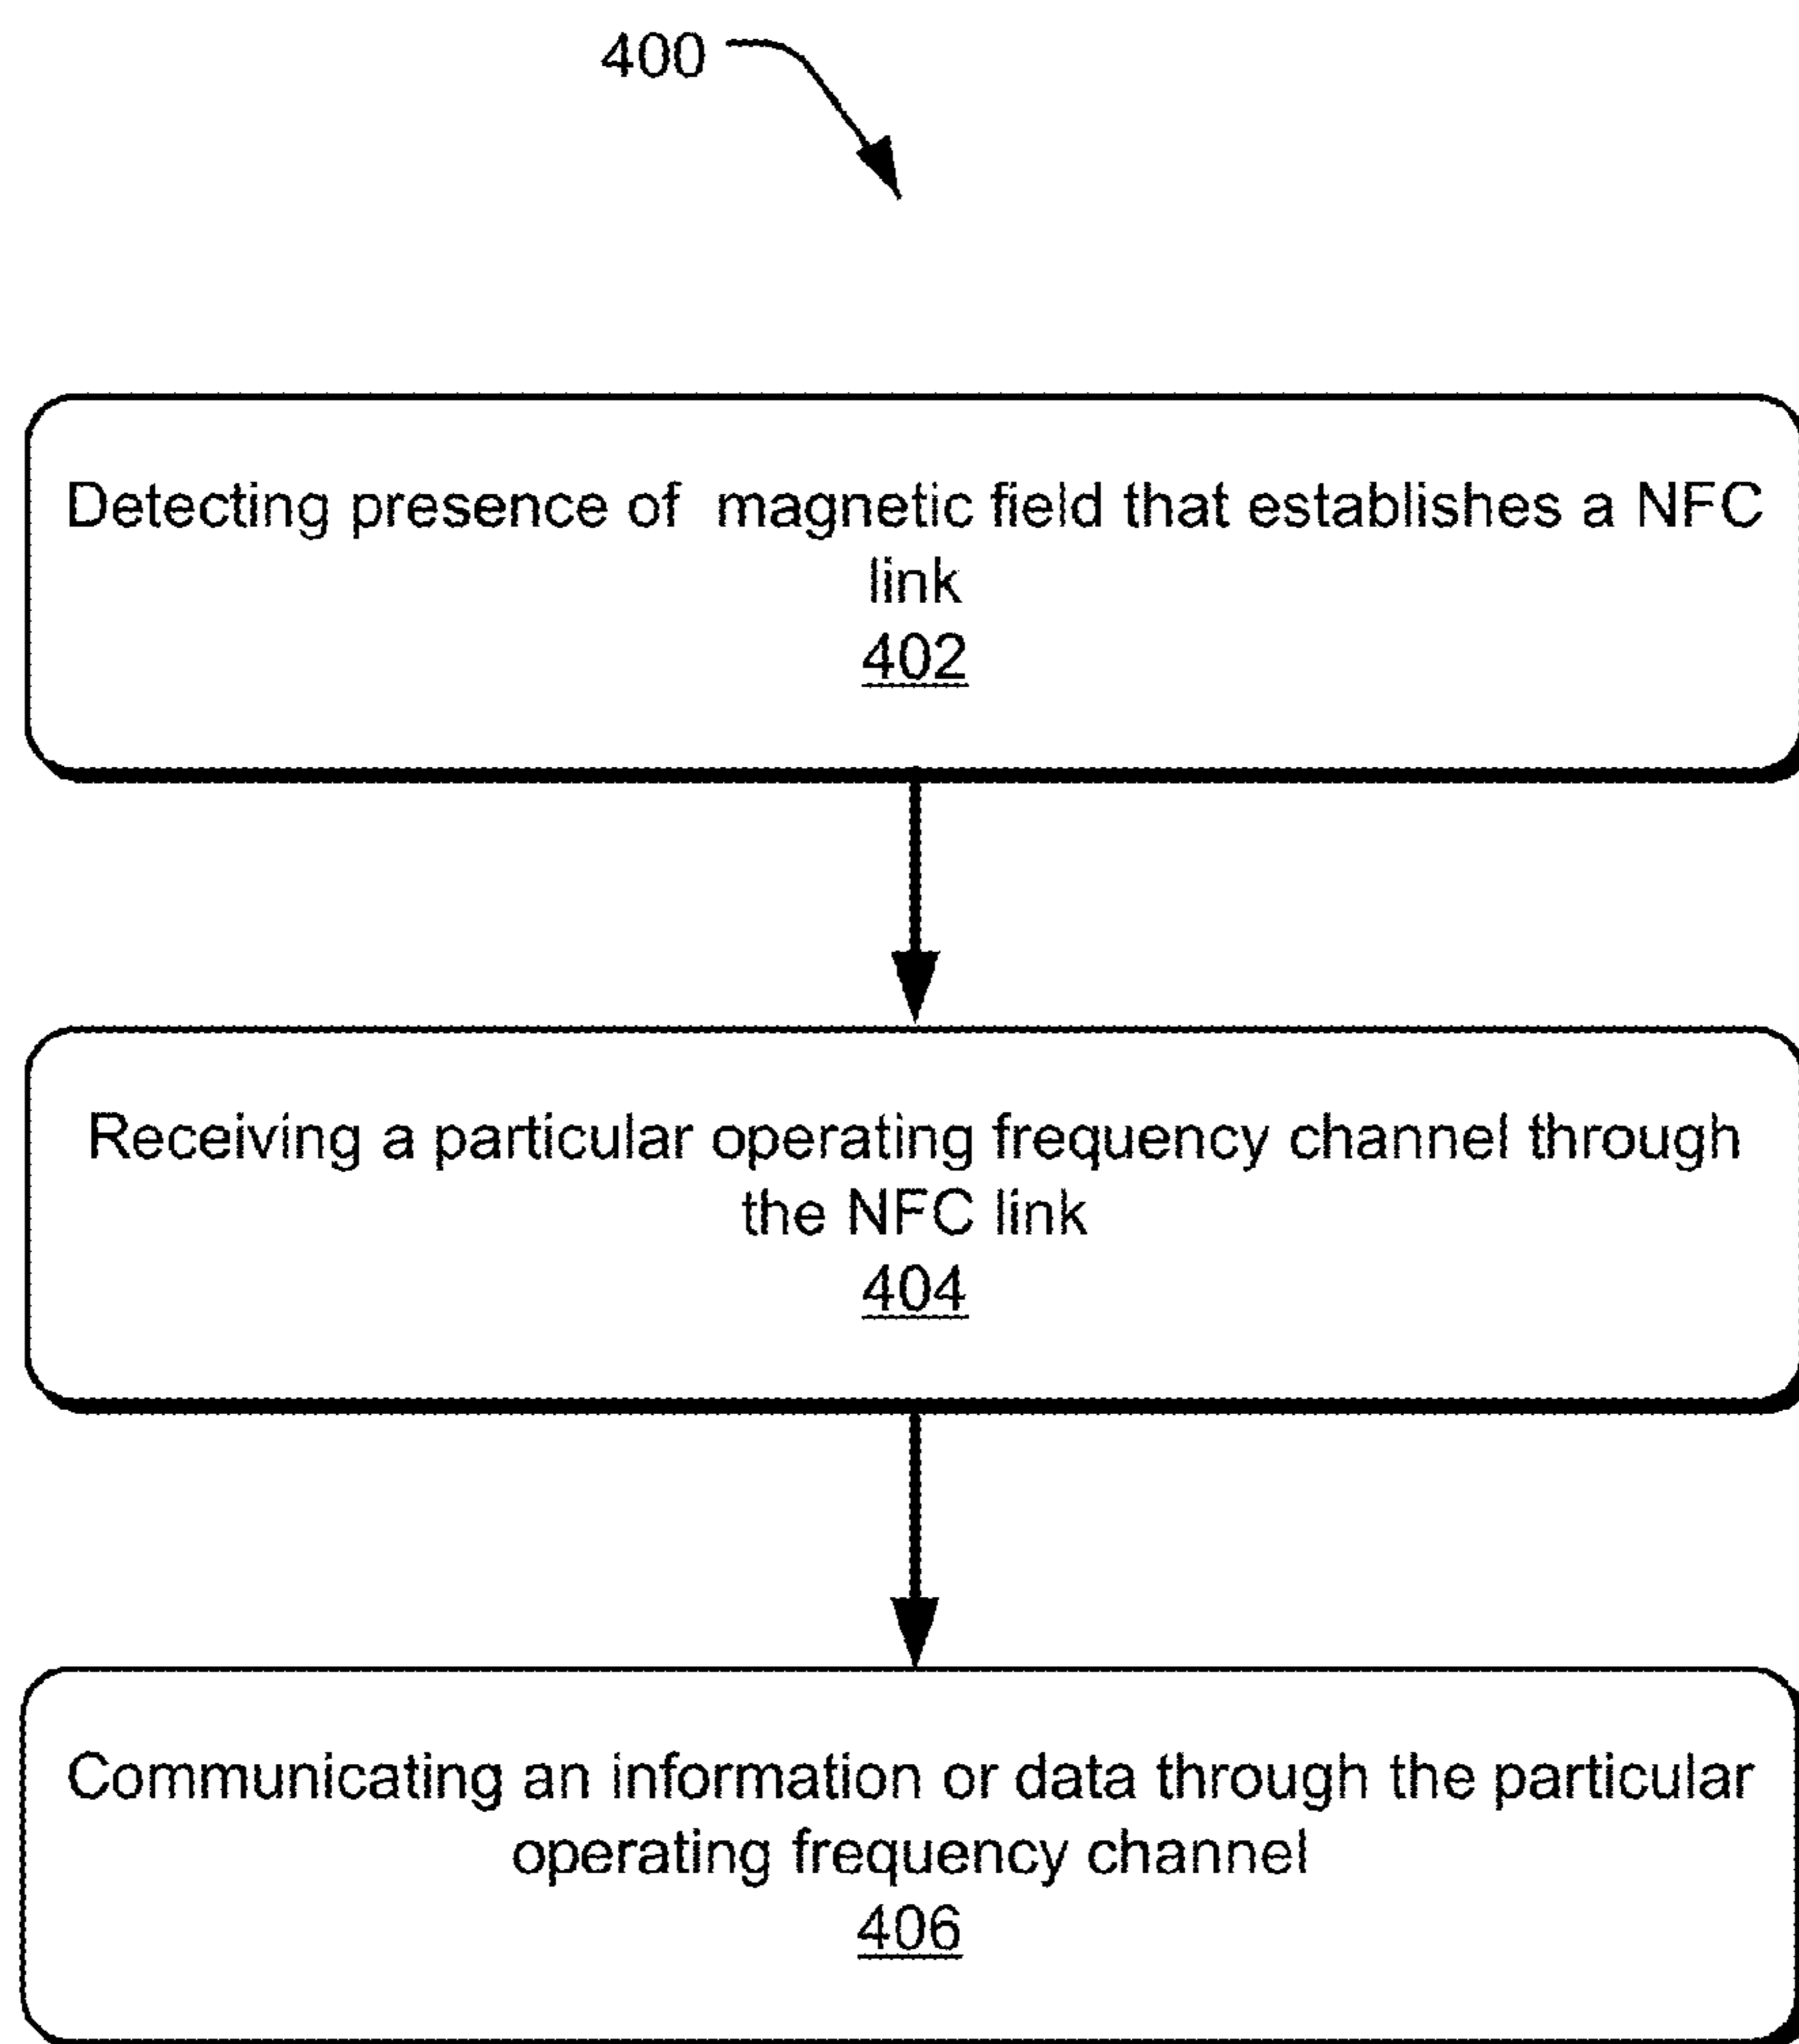 400
Detecting presence of magnetic field that establishes a NFC
link
402
Receiving a particular operating frequency channel through
the NFC link
404
Communicating an information or data through the particular
operating frequency channel
406